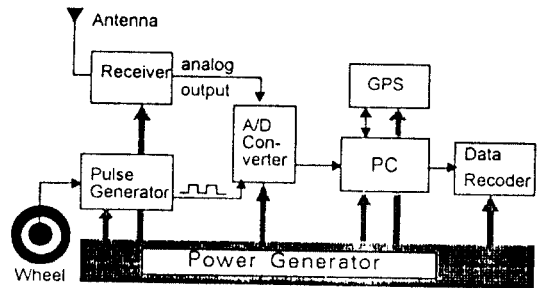 Antenna
Receiver
analog
output
GPS
A/D
Con-
verter
PC
Data
Recoder
Pulse
Generator
Wheel
Power Generator